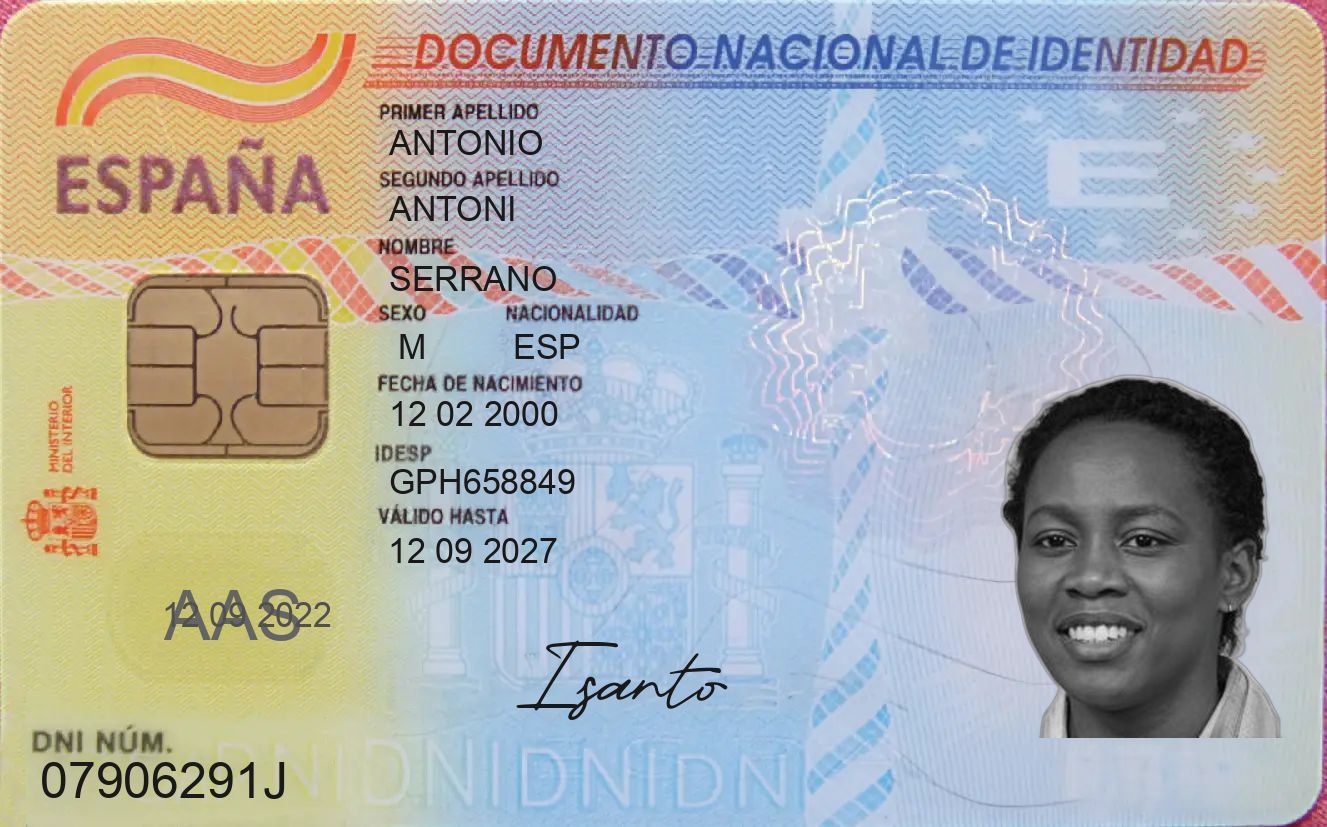 DOCUMENTO NACIONAL DE IDENTIDAD
ESPAÑA
PRIMER APELLIDO
ANTONIO
SEGUNDO APELLIDO
ANTONI
NOMBRE
SERRANO
SEXO NACIONALIDAD
M ESP
FECHA DE NACIMIENTO
12 02 2000
IDESP
GPH658849
VÁLIDO HASTA
12 09 2027
MINISTERIO
DEL INTERIOR
E
AAS
12 09 2022
Isanto
DNI NÚM.
07906291J
DNIDNIDNIDNI